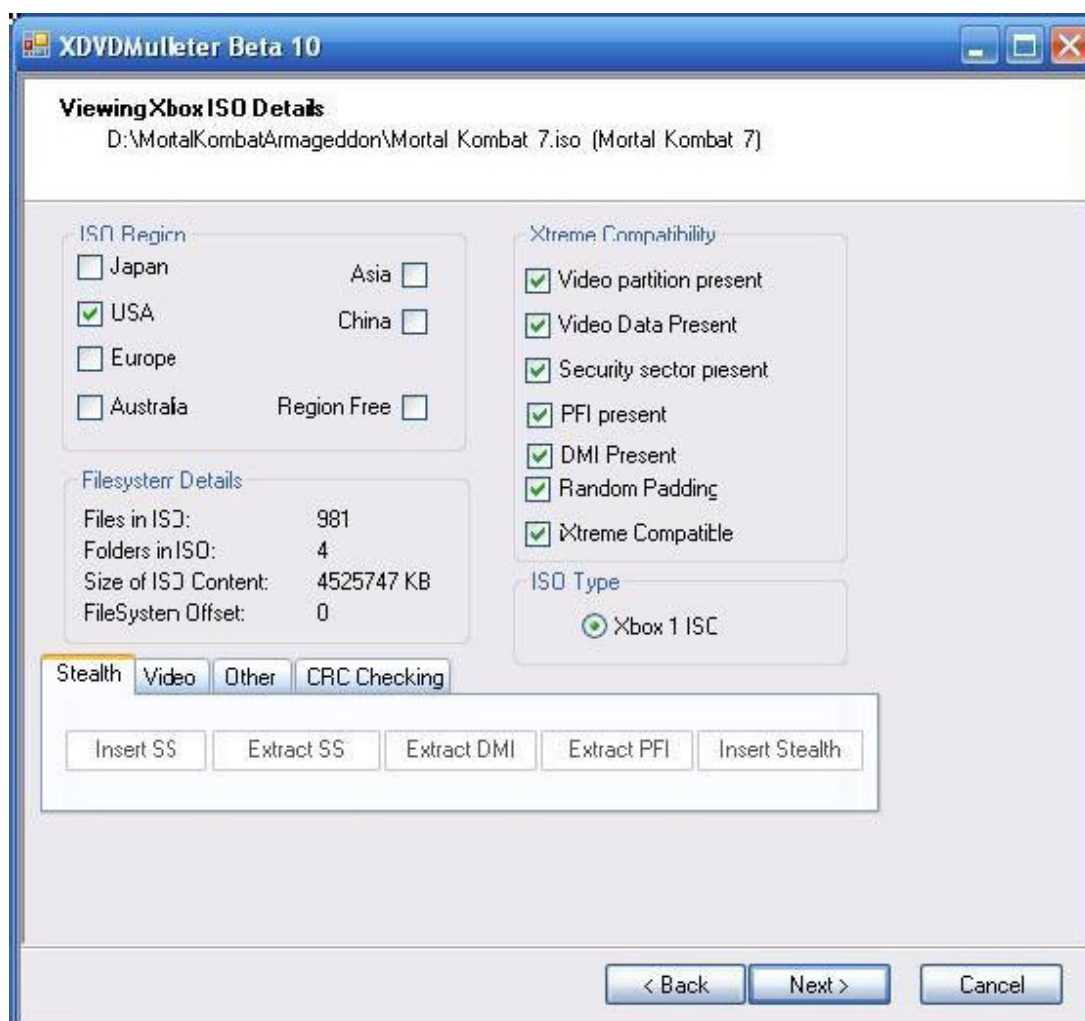 XDVDMulleter Beta 10
Viewing Xbox ISO Details
D:\MortalKombatArmageddon\Mortal Kombat 7.iso (Mortal Kombat 7)
ISO Region
Japan
Asia
USA
China
Europe
Australia
Region Free
Xtreme Compatibility
Video partition present
Video Data Present
Security sector present
PFI present
DMI Present
Random Padding
iXtreme Compatible
Filesystem Details
Files in ISO: 981
Folders in ISO: 4
Size of ISO Content: 4525747 KB
FileSystem Offset: 0
ISO Type
Xbox 1 ISO
Stealth
Video
Other
CRC Checking
Insert SS
Extract SS
Extract DMI
Extract PFI
Insert Stealth
< Back
Next >
Cancel